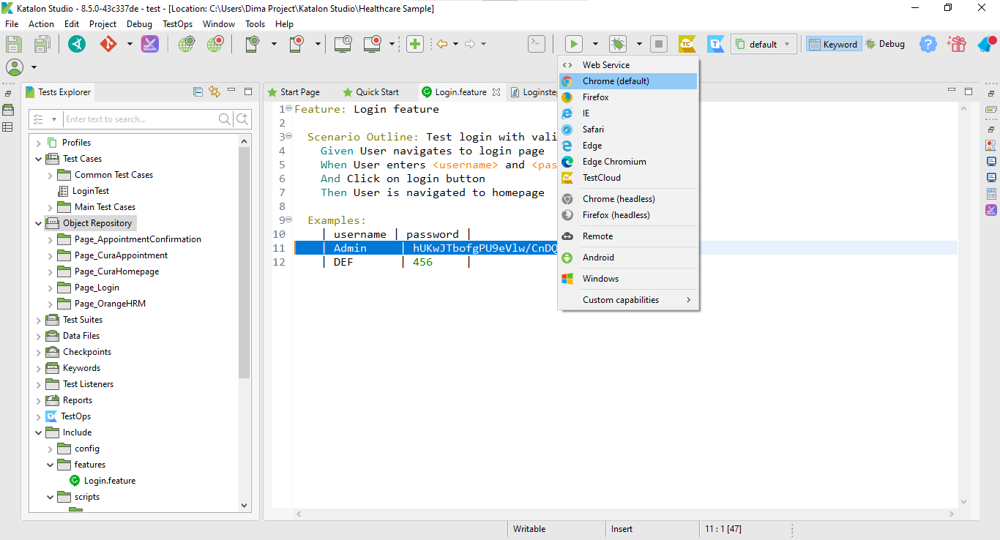 Katalon Studio - 8.5.0-43c337de - test - [Location: C:\Users\Dima Project\Katalon Studio\Healthcare Sample]
File Action Edit Project Debug TestOps Window Tools Help
TC
default
Keyword
Debug
Tests Explorer
Start Page
Quick Start
Login.feature
Enter text to search...
Profiles
Test Cases
Common Test Cases
LoginTest
Main Test Cases
Object Repository
Page_AppointmentConfirmation
Page_CuraAppointment
Page_CuraHomepage
Page_Login
Page_OrangeHRM
Test Suites
Data Files
Checkpoints
Keywords
Test Listeners
Reports
TestOps
Include
config
features
Login.feature
scripts
1 Feature: Login feature
2
3 Scenario Outline: Test login with vali
4 Given User navigates to login page
5 When User enters <username> and <pas
6 And Click on login button
7 Then User is navigated to homepage
8
9 Examples:
10 | username | password |
11 | Admin | hUKwJTbofgPU9eVlw/CnDQ
12 | DEF | 456 |
Web Service
Chrome (default)
Firefox
IE
Safari
Edge
Edge Chromium
TestCloud
Chrome (headless)
Firefox (headless)
Remote
Android
Windows
Custom capabilities
Writable
Insert
11 : 1 [47]